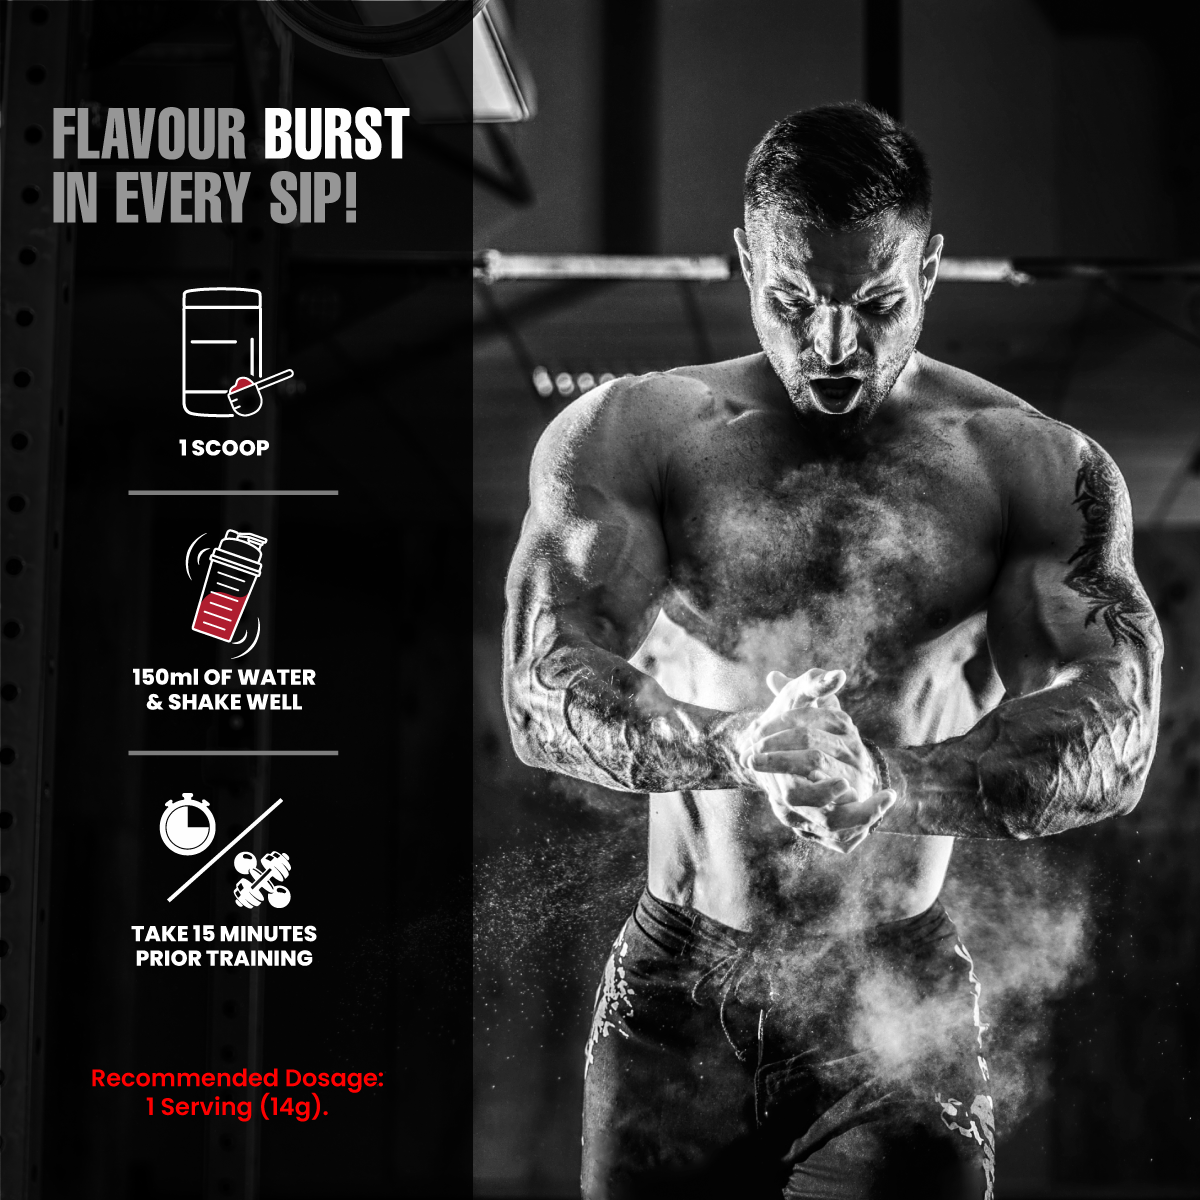 FLAVOUR BURST
IN EVERY SIP!
1 SCOOP
150ml OF WATER
& SHAKE WELL
TAKE 15 MINUTES
PRIOR TRAINING
Recommended Dosage:
1 Serving (14g).